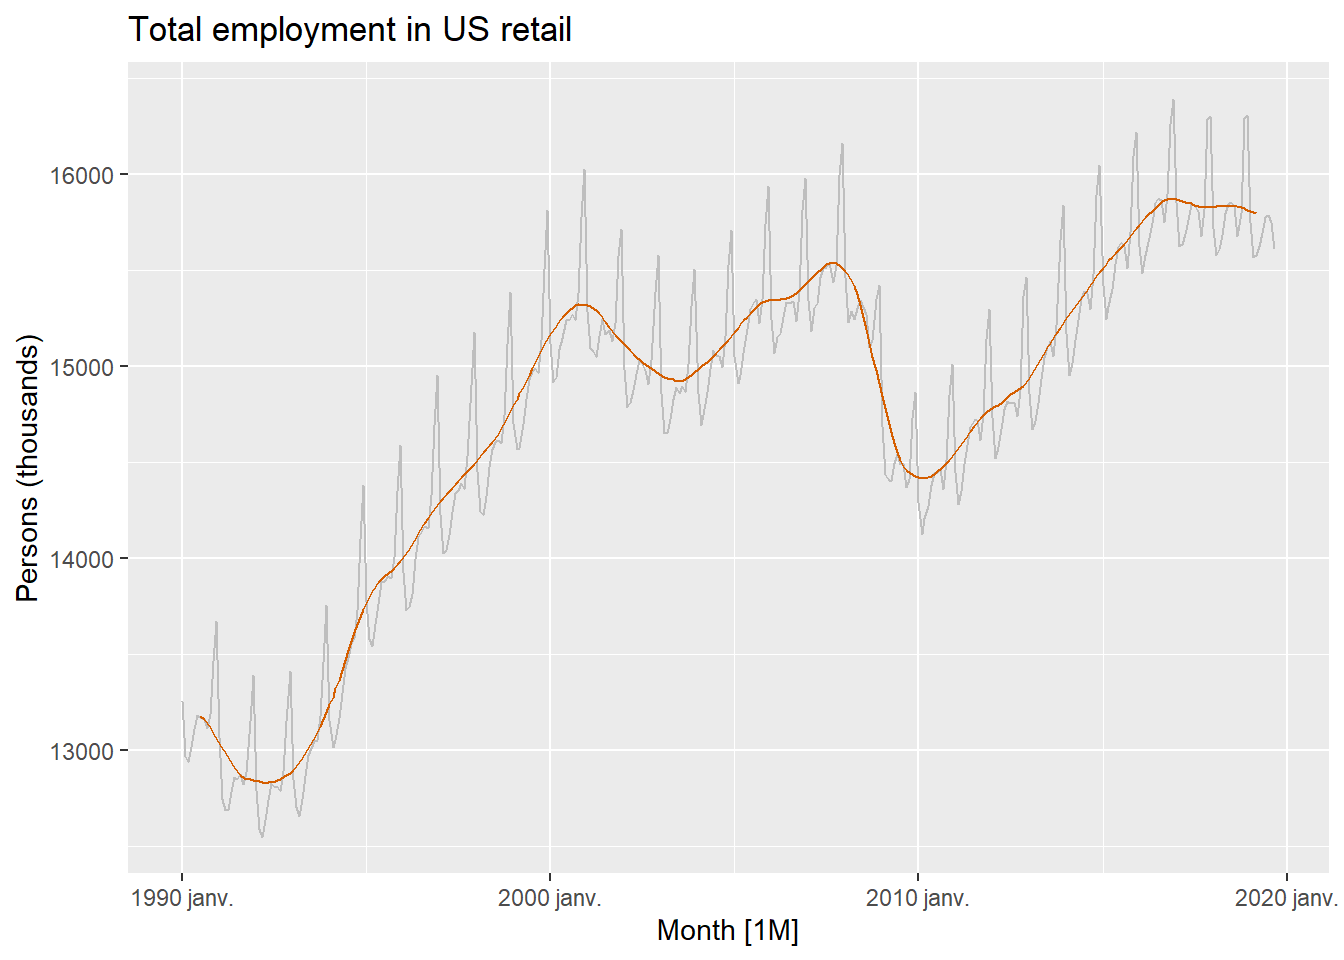 Total employment in US retail
Persons (thousands)
16000
15000
14000
13000
1990 janv.
2000 janv.
2010 janv.
2020 janv.
Month [1M]